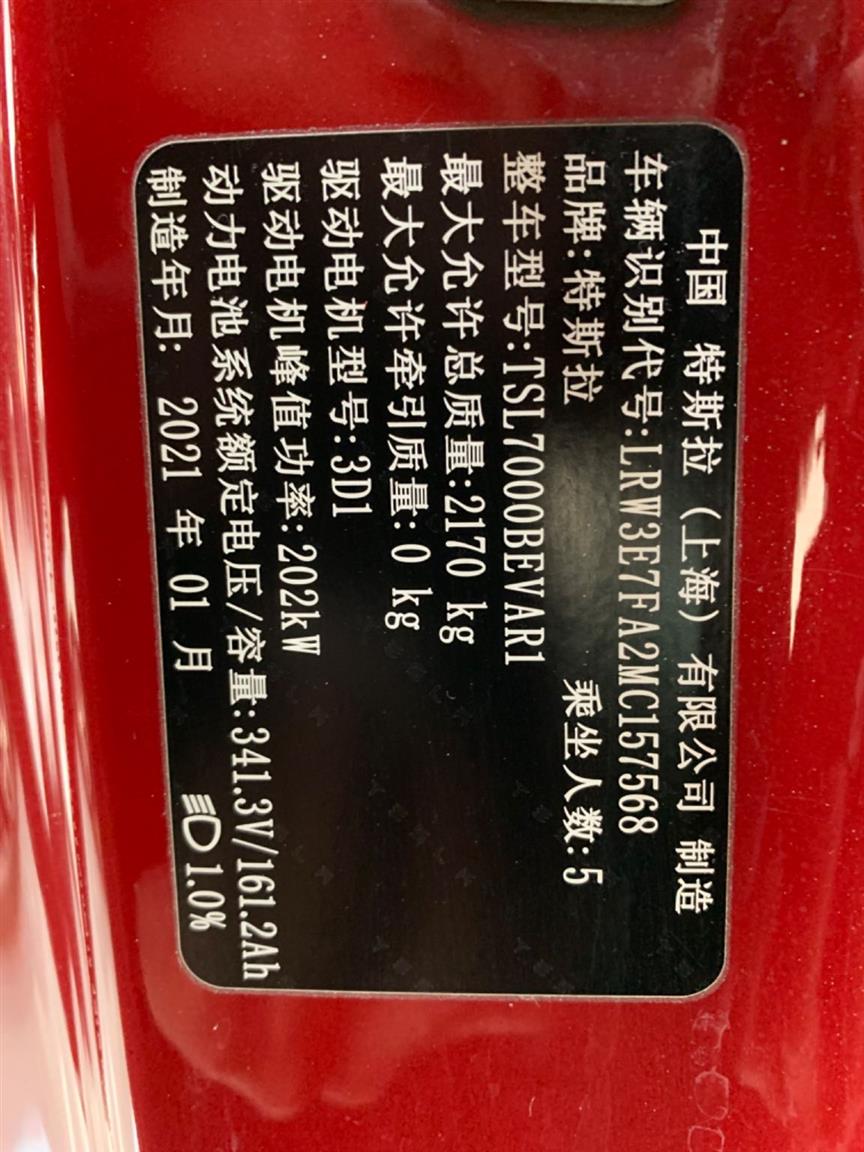 中国 特斯拉（上海）有限公司 制造
车辆识别代号:LRW3E7FA2MC157568
品牌:特斯拉 乘坐人数:5
整车型号:TSL7000BEVAR1
最大允许总质量:2170 kg
最大允许牵引质量:0 kg
驱动电机型号:3D1
驱动电机峰值功率:202kW
动力电池系统额定电压/容量:341.3V/161.2Ah
制造年月: 2021 年 01 月 1.0%